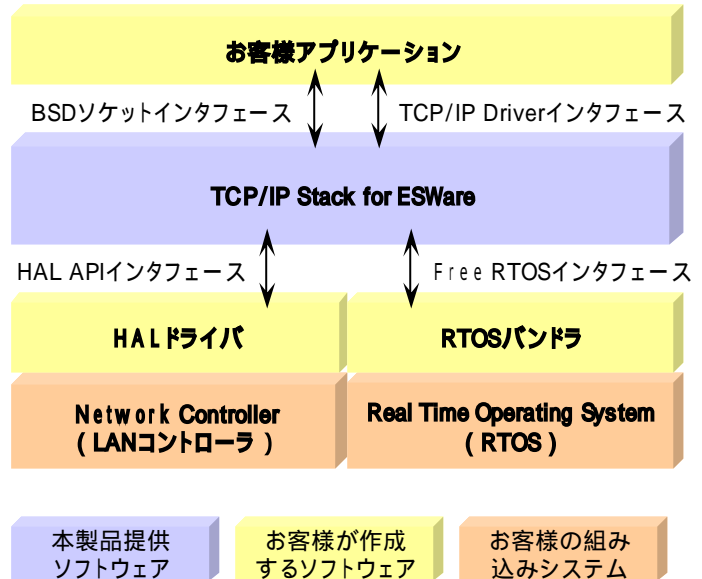 お客様アプリケーション
BSDソケットインタフェース
TCP/IP Driverインタフェース
TCP/IP Stack for ESWare
HAL APIインタフェース
Free RTOSインタフェース
HALドライバ
RTOSバンドラ
Network Controller
(LANコントローラ)
Real Time Operating System
(RTOS)
本製品提供
ソフトウェア
お客様が作成
するソフトウェア
お客様の組み
込みシステム